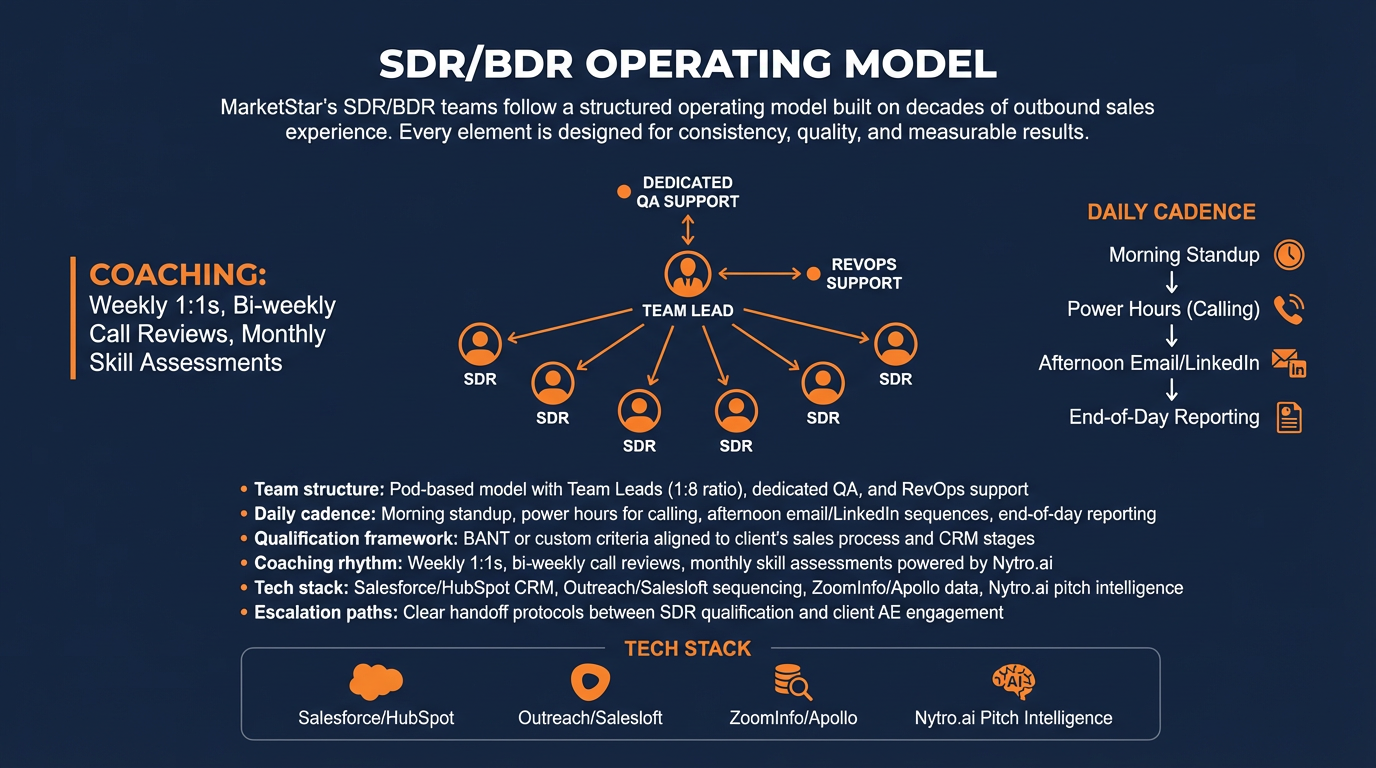 SDR/BDR OPERATING MODEL
MarketStar's SDR/BDR teams follow a structured operating model built on decades of outbound sales
experience. Every element is designed for consistency, quality, and measurable results.
COACHING:
Weekly 1:1s, Bi-weekly
Call Reviews, Monthly
Skill Assessments
DEDICATED
QA SUPPORT
REVOPS
SUPPORT
TEAM LEAD
SDR
SDR
SDR
SDR
SDR
SDR
DAILY CADENCE
Morning Standup
Power Hours (Calling)
Afternoon Email/LinkedIn
in
End-of-Day Reporting
• Team structure: Pod-based model with Team Leads (1:8 ratio), dedicated QA, and RevOps support
• Daily cadence: Morning standup, power hours for calling, afternoon email/LinkedIn sequences, end-of-day reporting
• Qualification framework: BANT or custom criteria aligned to client's sales process and CRM stages
• Coaching rhythm: Weekly 1:1s, bi-weekly call reviews, monthly skill assessments powered by Nytro.ai
• Tech stack: Salesforce/HubSpot CRM, Outreach/Salesloft sequencing, ZoomInfo/Apollo data, Nytro.ai pitch intelligence
• Escalation paths: Clear handoff protocols between SDR qualification and client AE engagement
TECH STACK
AI
Salesforce/HubSpot
Outreach/Salesloft
ZoomInfo/Apollo
Nytro.ai Pitch Intelligence